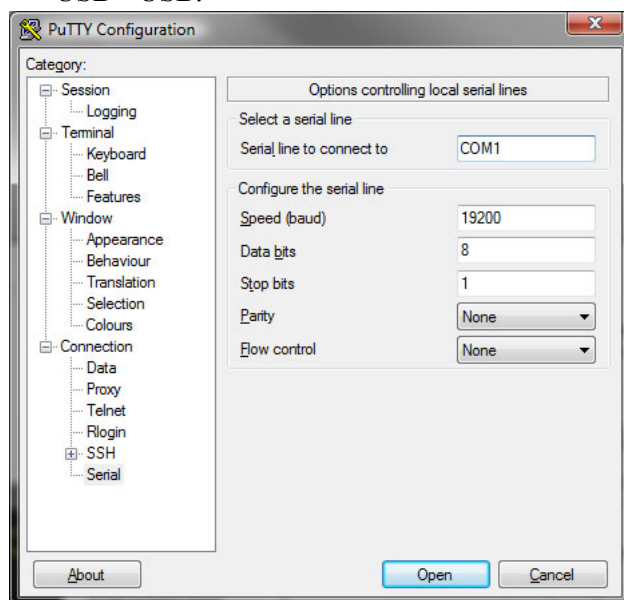 PuTTY Configuration
Category:
Session
Logging
Terminal
Keyboard
Bell
Features
Window
Appearance
Behaviour
Translation
Selection
Colours
Connection
Data
Proxy
Telnet
Rlogin
SSH
Serial
Options controlling local serial lines
Select a serial line
Serial line to connect to COM1
Configure the serial line
Speed (baud) 19200
Data bits 8
Stop bits 1
Parity None
Flow control None
About Open Cancel